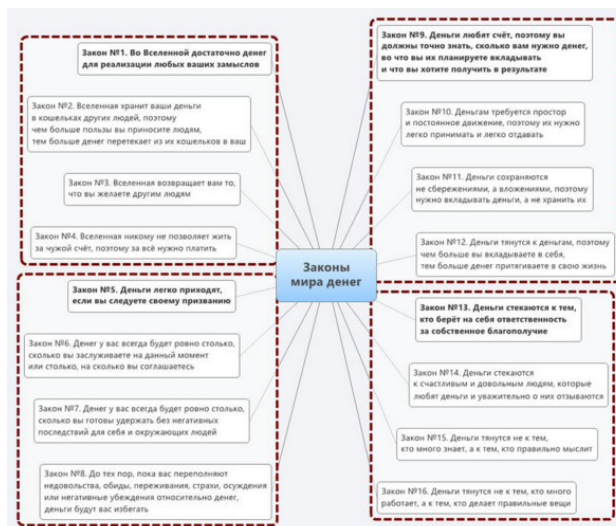 Закон №1. Во Вселенной достаточно денег
для реализации любых ваших замыслов
Закон №2. Вселенная хранит ваши деньги
в кошельках других людей, поэтому
чем больше пользы вы приносите людям,
тем больше денег перетекает из их кошельков в ваш
Закон №3. Вселенная возвращает вам то,
что вы желаете другим людям
Закон №4. Вселенная никому не позволяет жить
за чужой счёт, поэтому за всё нужно платить
Закон №5. Деньги легко приходят,
если вы следуете своему призванию
Закон №6. Денег у вас всегда будет ровно столько,
сколько вы заслуживаете на данный момент
или столько, на сколько вы соглашаетесь
Закон №7. Денег у вас всегда будет ровно столько,
сколько вы готовы удержать без негативных
последствий для себя и окружающих людей
Закон №8. До тех пор, пока вас переполняют
недовольства, обиды, переживания, страхи, осуждения
или негативные убеждения относительно денег,
деньги будут вас избегать
Законы
мира денег
Закон №9. Деньги любят счёт, поэтому вы
должны точно знать, сколько вам нужно денег,
во что вы их планируете вкладывать
и что вы хотите получить в результате
Закон №10. Деньгам требуется простор
и постоянное движение, поэтому их нужно
легко принимать и легко отдавать
Закон №11. Деньги сохраняются
не сбережениями, а вложениями, поэтому
нужно вкладывать деньги, а не хранить их
Закон №12. Деньги тянутся к деньгам, поэтому
чем больше вы вкладываете в себя,
тем больше денег притягиваете в свою жизнь
Закон №13. Деньги стекаются к тем,
кто берёт на себя ответственность
за собственное благополучие
Закон №14. Деньги стекаются
к счастливым и довольным людям, которые
любят деньги и уважительно о них отзываются
Закон №15. Деньги тянутся не к тем,
кто много знает, а к тем, кто правильно мыслит
Закон №16. Деньги тянутся не к тем, кто много
работает, а к тем, кто делает правильные вещи